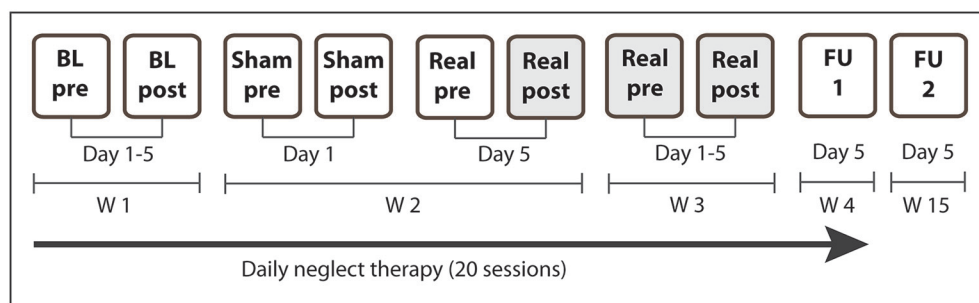 BL pre
BL post
Sham pre
Sham post
Real pre
Real post
Real pre
Real post
FU 1
FU 2
Day 1-5
Day 1
Day 5
Day 1-5
Day 5
Day 5
W 1
W 2
W 3
W 4
W 15
Daily neglect therapy (20 sessions)